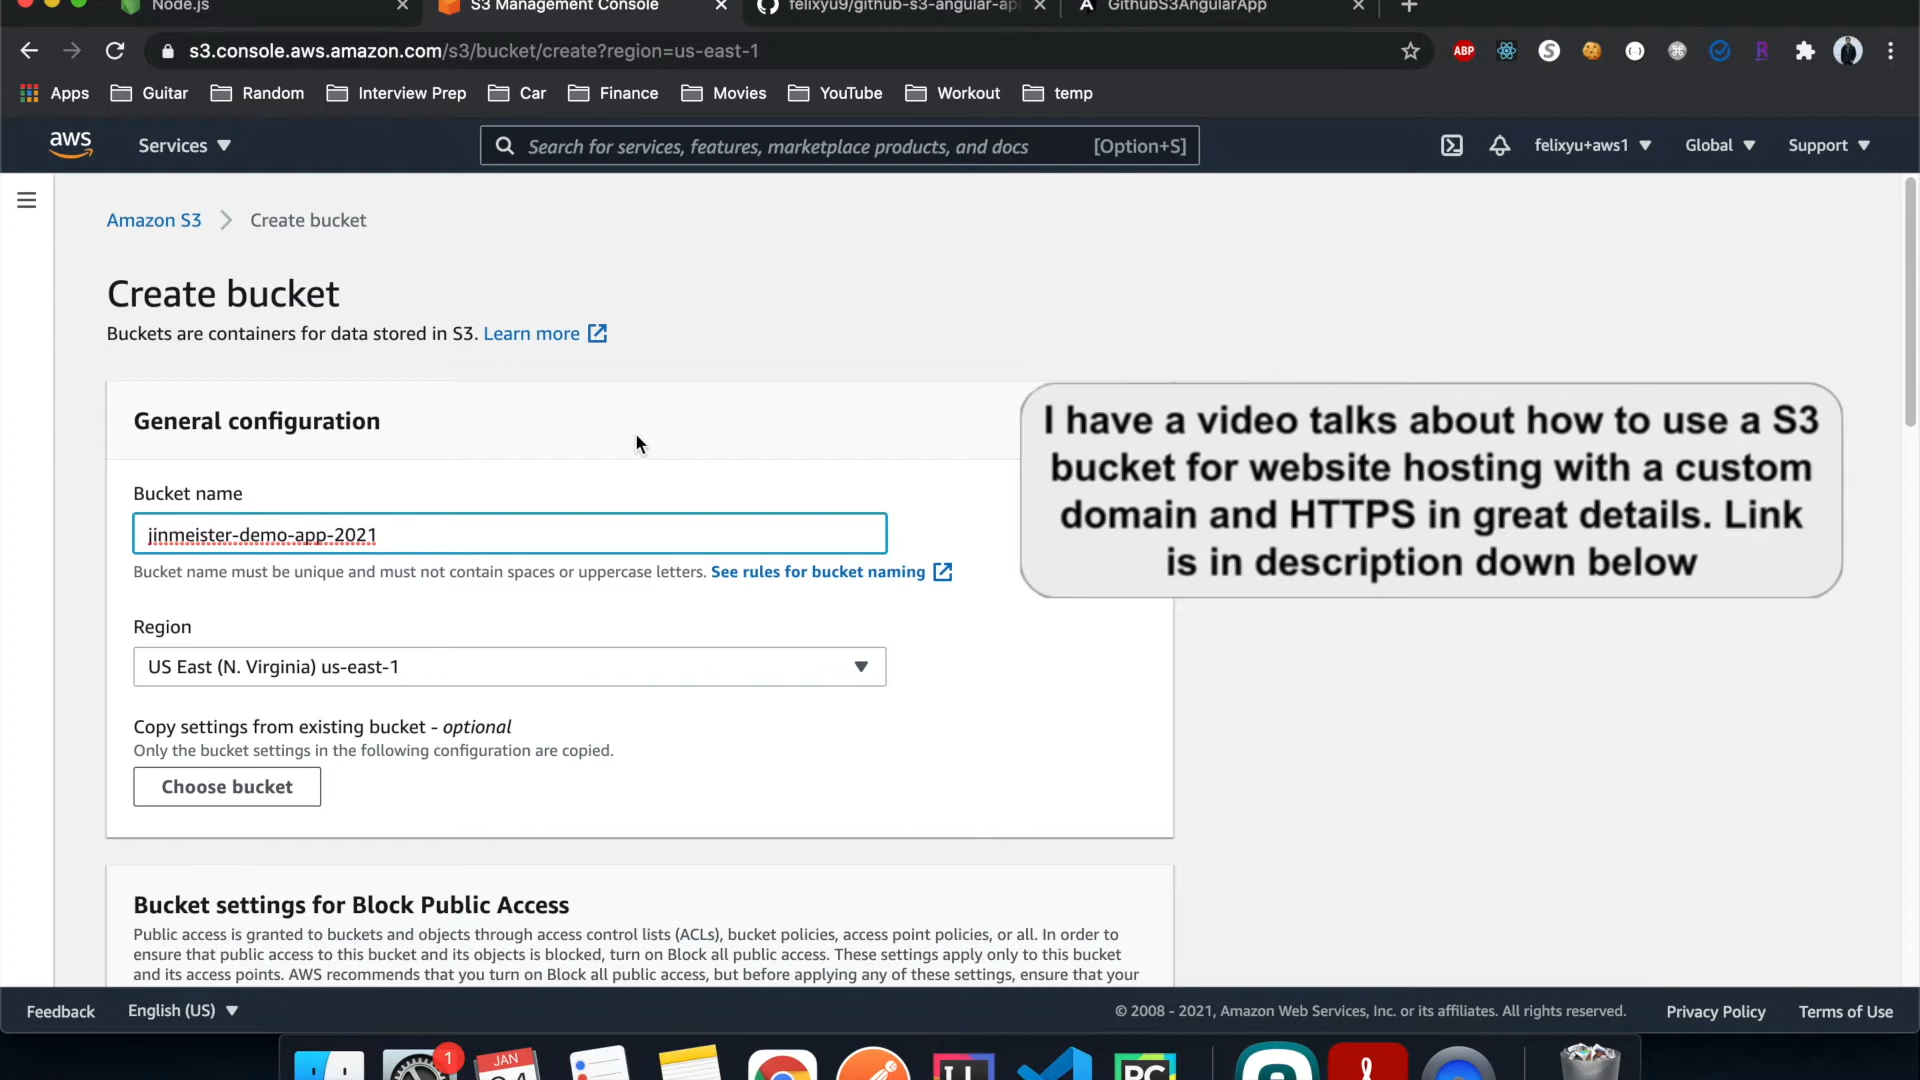 Node.js
S3 Management Console
felixyu9/github-s3-angular-ap
GithubS3AngularApp
s3.console.aws.amazon.com/s3/bucket/create?region=us-east-1
ABP
Apps
Guitar
Random
Interview Prep
Car
Finance
Movies
YouTube
Workout
temp
aws
Services
Search for services, features, marketplace products, and docs
[Option+S]
felixyu+aws1
Global
Support
Amazon S3
Create bucket
Create bucket
Buckets are containers for data stored in S3. Learn more
General configuration
I have a video talks about how to use a S3
bucket for website hosting with a custom
domain and HTTPS in great details. Link
is in description down below
Bucket name
jinmeister-demo-app-2021
Bucket name must be unique and must not contain spaces or uppercase letters. See rules for bucket naming
Region
US East (N. Virginia) us-east-1
Copy settings from existing bucket - optional
Only the bucket settings in the following configuration are copied.
Choose bucket
Bucket settings for Block Public Access
Public access is granted to buckets and objects through access control lists (ACLs), bucket policies, access point policies, or all. In order to
ensure that public access to this bucket and its objects is blocked, turn on Block all public access. These settings apply only to this bucket
and its access points. AWS recommends that you turn on Block all public access, but before applying any of these settings, ensure that your
Feedback
English (US)
© 2008 - 2021, Amazon Web Services, Inc. or its affiliates. All rights reserved.
Privacy Policy
Terms of Use
1
JAN
PC